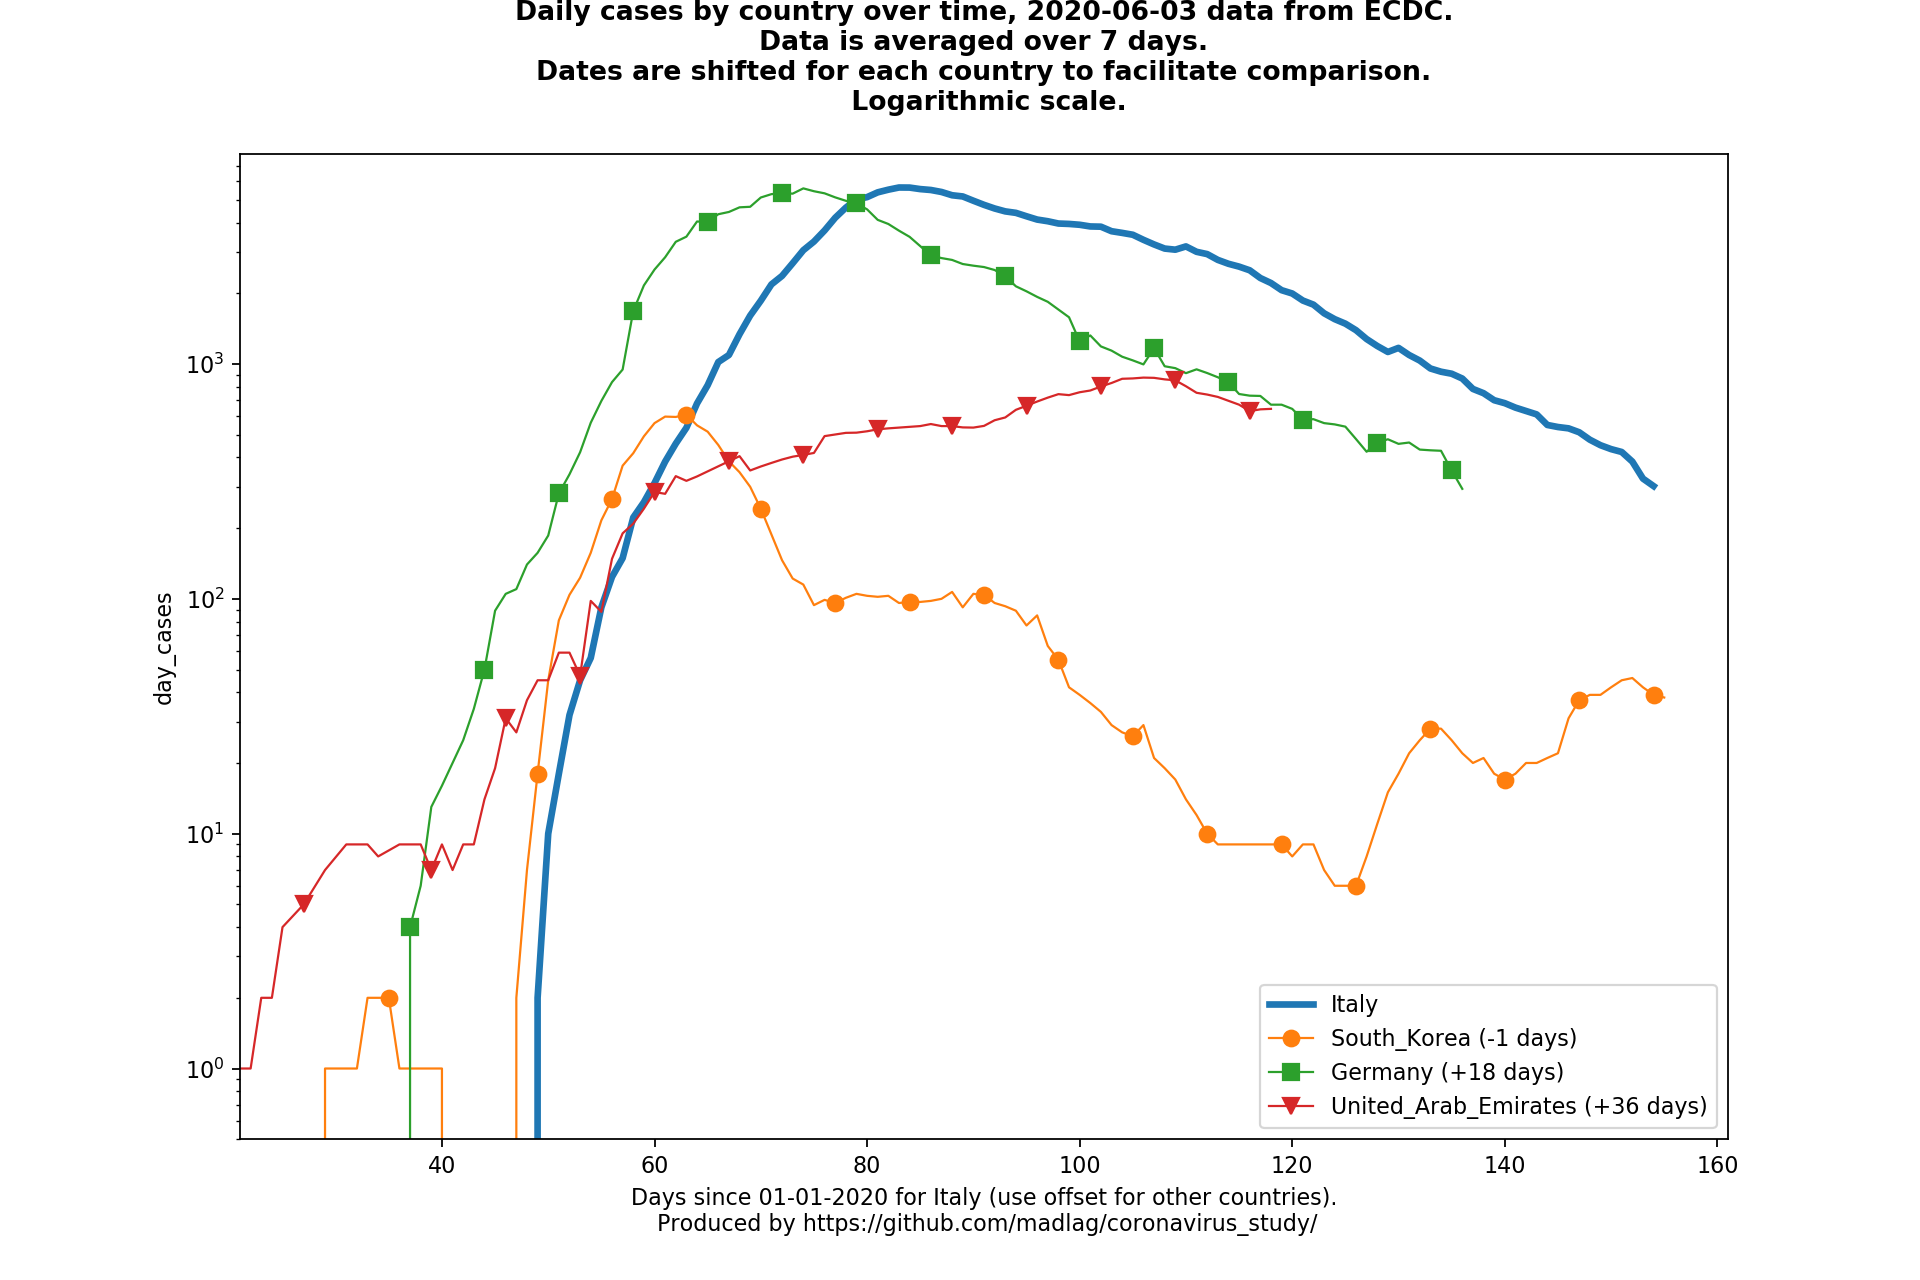 Daily cases by country over time, 2020-06-03 data from ECDC.
Data is averaged over 7 days.
Dates are shifted for each country to facilitate comparison.
Logarithmic scale.
10³
10²
10¹
10⁰
day_cases
Italy
South_Korea (-1 days)
Germany (+18 days)
United_Arab_Emirates (+36 days)
40 60 80 100 120 140 160
Days since 01-01-2020 for Italy (use offset for other countries).
Produced by https://github.com/madlag/coronavirus_study/